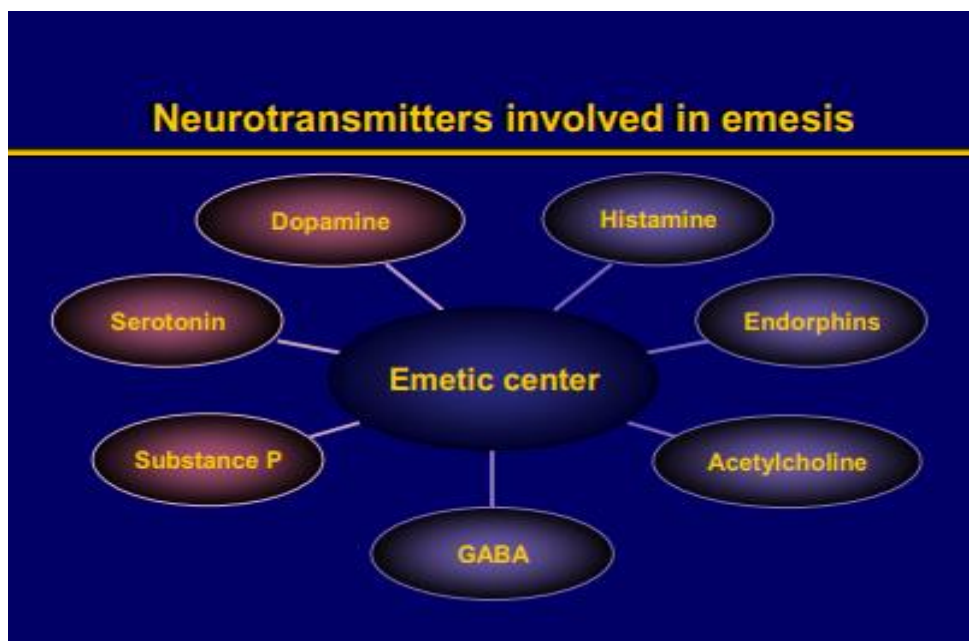 Neurotransmitters involved in emesis
Dopamine
Histamine
Serotonin
Endorphins
Emetic center
Substance P
Acetylcholine
GABA